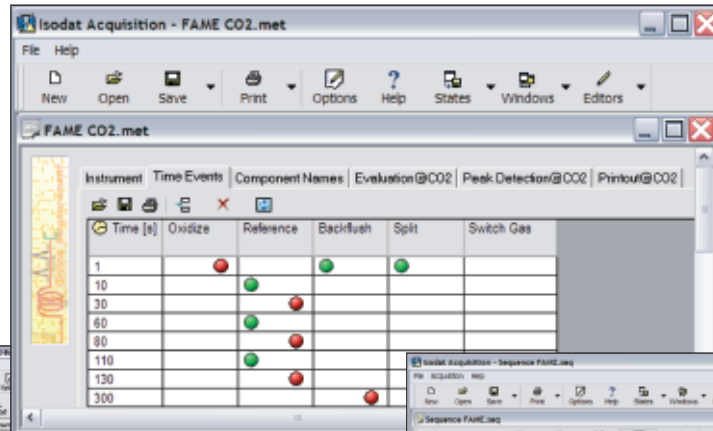 Isodat Acquisition - FAME CO2.met
File Help
New Open Save Print Options Help States Windows Editors
FAME CO2.met
Instrument Time Events Component Names Evaluation@CO2 Peak Detection@CO2 Printout@CO2
Time [s] Oxidize Reference Backflush Split Switch Gas
1
10
30
60
80
110
130
300
Isodat Acquisition - Sequence FAME.seq
File Acquisition Help
New Open Save Print Options Help States Windows
Sequence FAME.seq